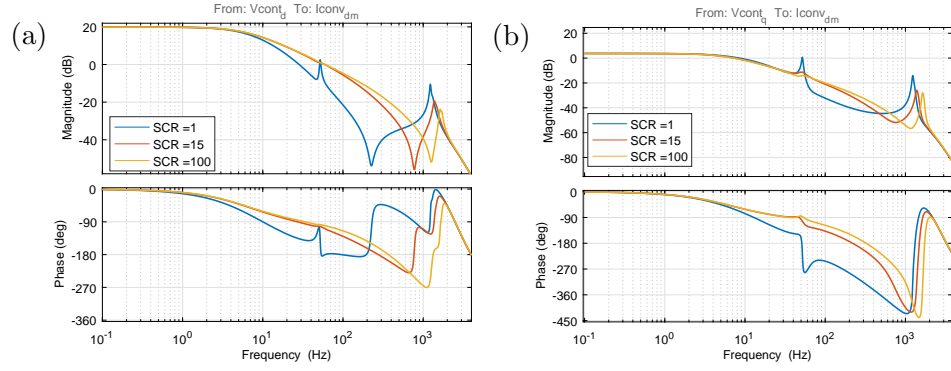 (a)
From: Vcont_d To: Iconv_dm
Magnitude (dB)
20
0
-20
-40
SCR =1
SCR =15
SCR =100
Phase (deg)
0
-90
-180
-270
-360
10^-1
10^0
10^1
10^2
10^3
Frequency (Hz)
(b)
From: Vcont_q To: Iconv_dm
Magnitude (dB)
20
0
-20
-40
-60
-80
SCR =1
SCR =15
SCR =100
Phase (deg)
0
-90
-180
-270
-360
-450
10^-1
10^0
10^1
10^2
10^3
Frequency (Hz)